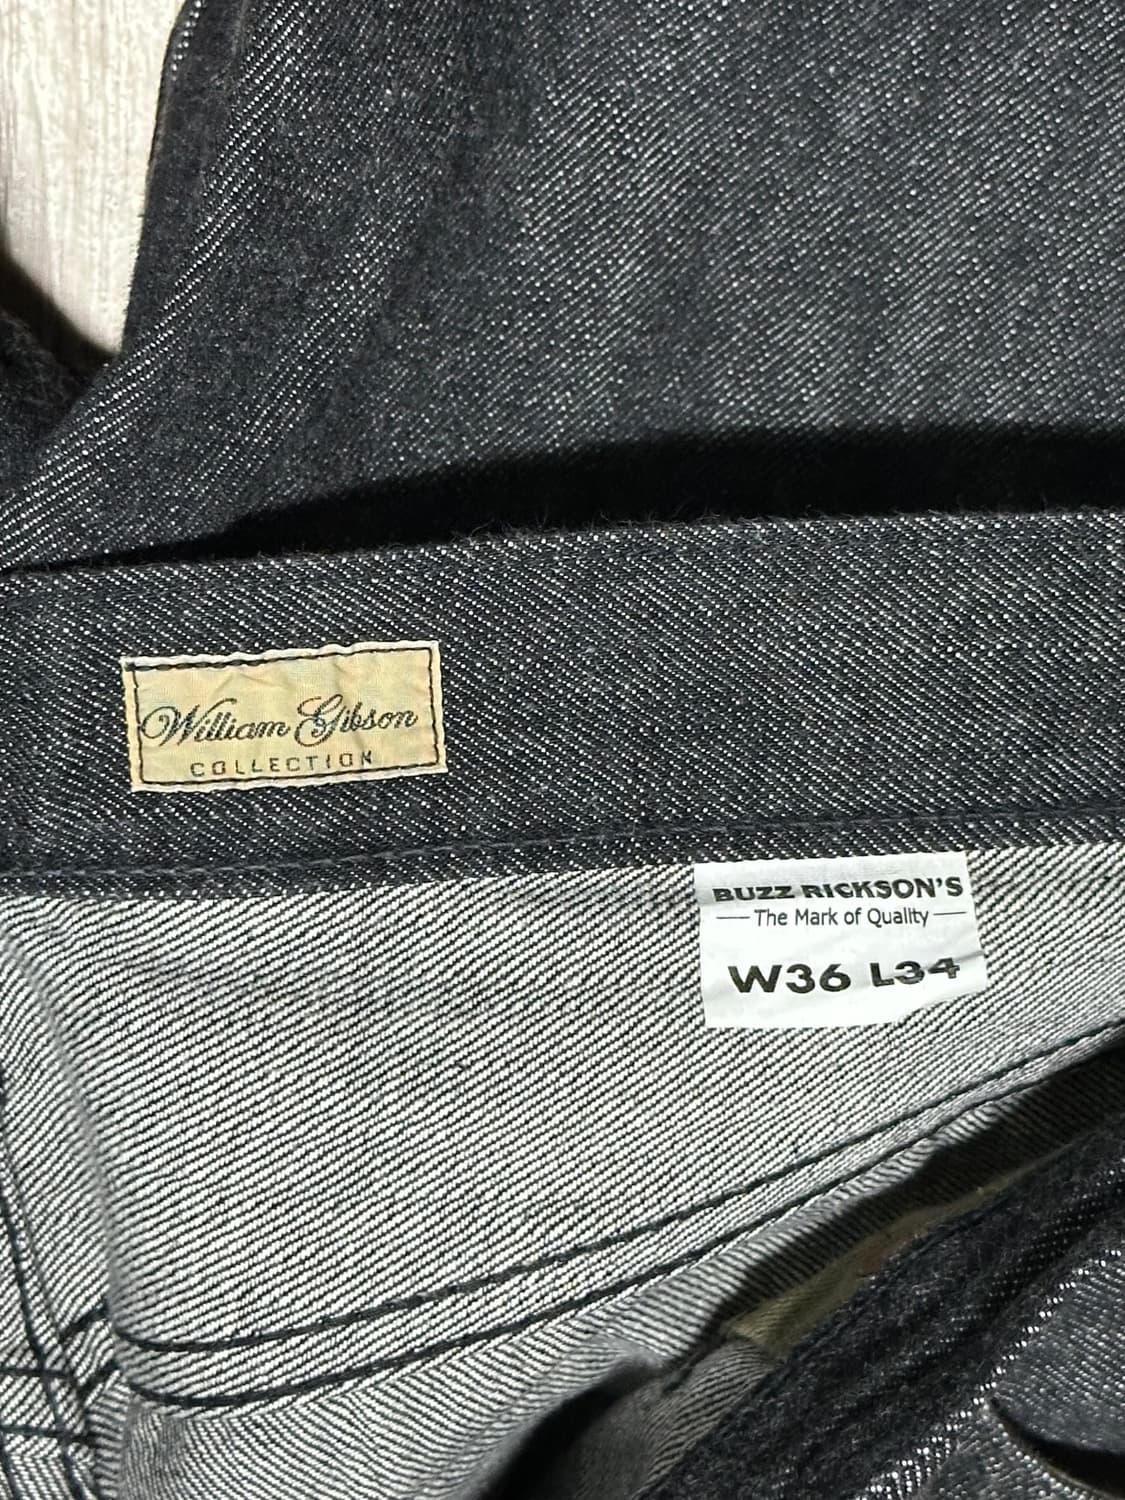 William Gibson
COLLECTION
BUZZ RICKSON'S
The Mark of Quality
W36 L34